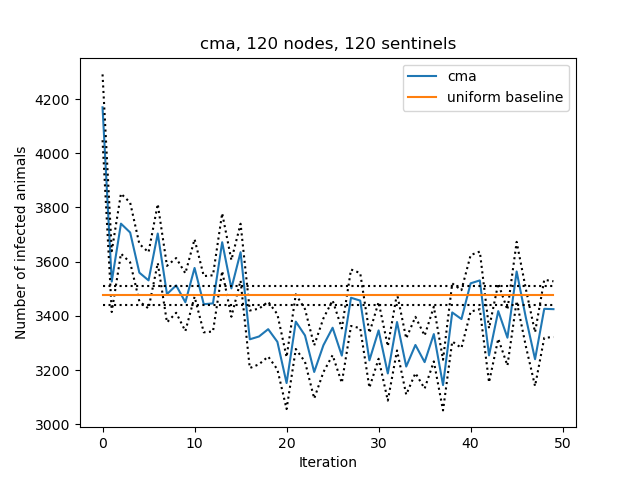 cma, 120 nodes, 120 sentinels
cma
uniform baseline
Number of infected animals
4200
4000
3800
3600
3400
3200
3000
0 10 20 30 40 50
Iteration